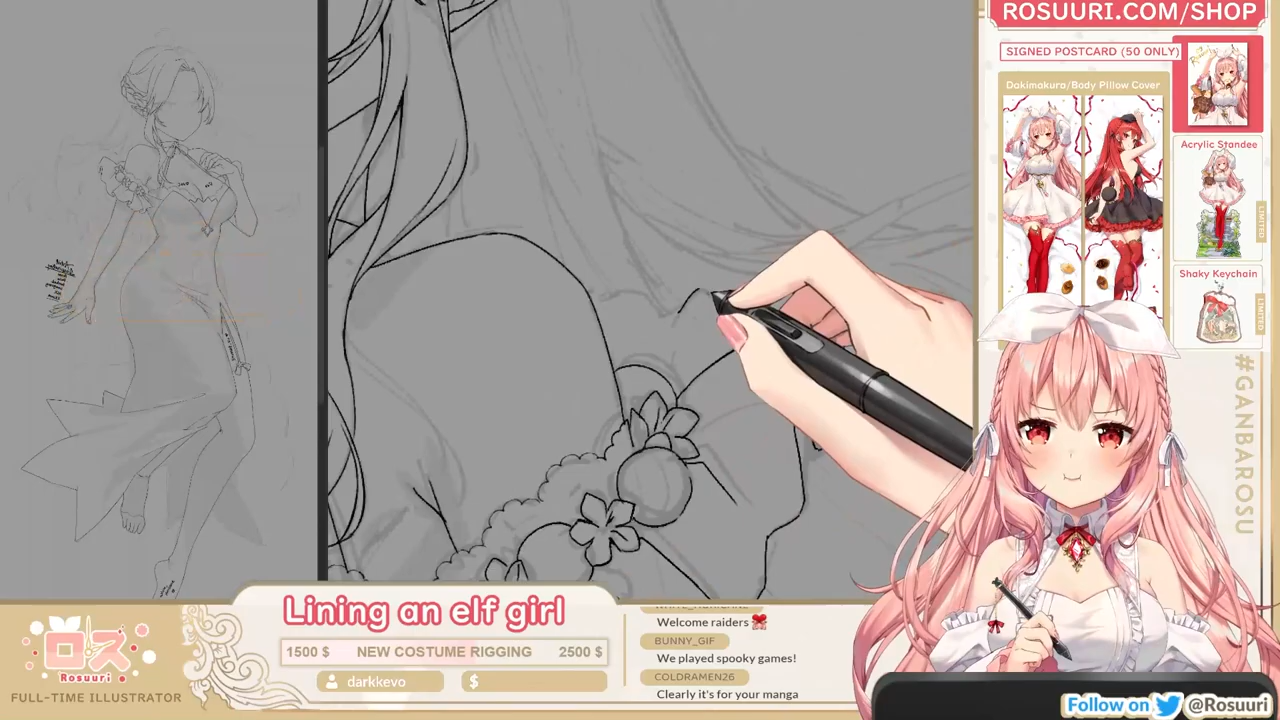 ROSUURI.COM/SHOP
SIGNED POSTCARD (50 ONLY)
Dakimakura/Body Pillow Cover
Acrylic Standee
LIMITED
Shaky Keychain
LIMITED
#GANBAROSU
Lining an elf girl
1500 $ NEW COSTUME RIGGING 2500 $
darkkevo
$
Welcome raiders
BUNNY_GIF
We played spooky games!
COLDRAMEN26
Clearly it's for your manga
ロス
Rosuuri
FULL-TIME ILLUSTRATOR
Follow on @Rosuuri